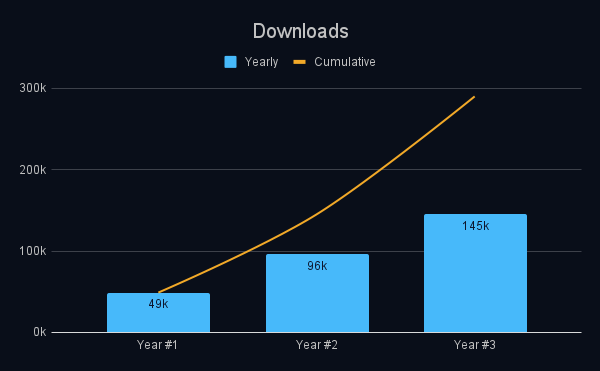 Downloads
Yearly Cumulative
300k
200k
100k
0k
145k
96k
49k
Year #1 Year #2 Year #3